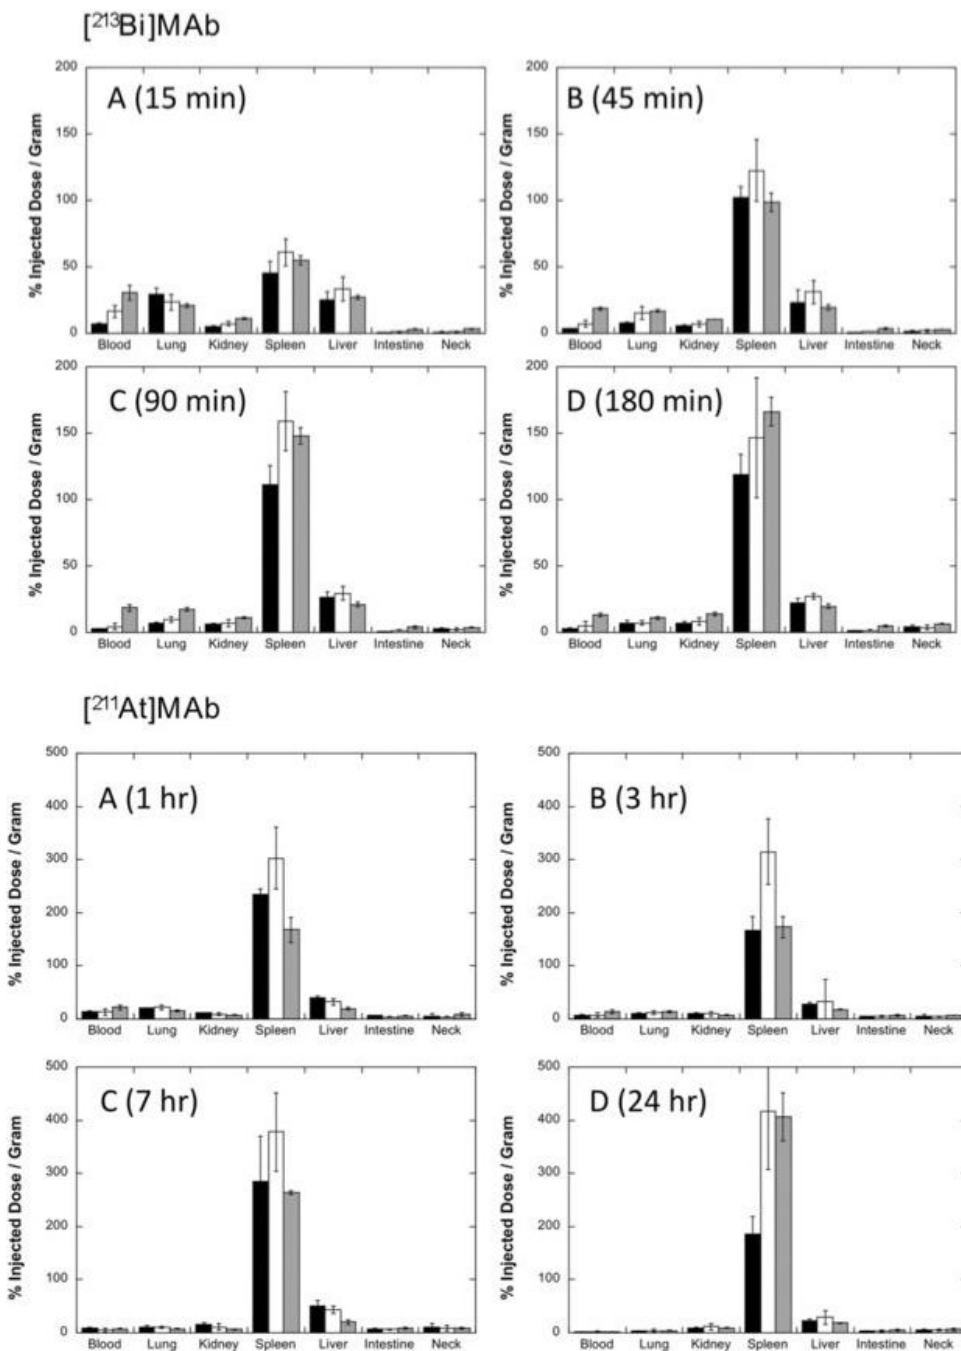 [213Bi]MAb
A (15 min)
% Injected Dose / Gram
200
150
100
50
0
Blood Lung Kidney Spleen Liver Intestine Neck
B (45 min)
% Injected Dose / Gram
200
150
100
50
0
Blood Lung Kidney Spleen Liver Intestine Neck
C (90 min)
% Injected Dose / Gram
200
150
100
50
0
Blood Lung Kidney Spleen Liver Intestine Neck
D (180 min)
% Injected Dose / Gram
200
150
100
50
0
Blood Lung Kidney Spleen Liver Intestine Neck
[211At]MAb
A (1 hr)
% Injected Dose / Gram
500
400
300
200
100
0
Blood Lung Kidney Spleen Liver Intestine Neck
B (3 hr)
% Injected Dose / Gram
500
400
300
200
100
0
Blood Lung Kidney Spleen Liver Intestine Neck
C (7 hr)
% Injected Dose / Gram
500
400
300
200
100
0
Blood Lung Kidney Spleen Liver Intestine Neck
D (24 hr)
% Injected Dose / Gram
500
400
300
200
100
0
Blood Lung Kidney Spleen Liver Intestine Neck